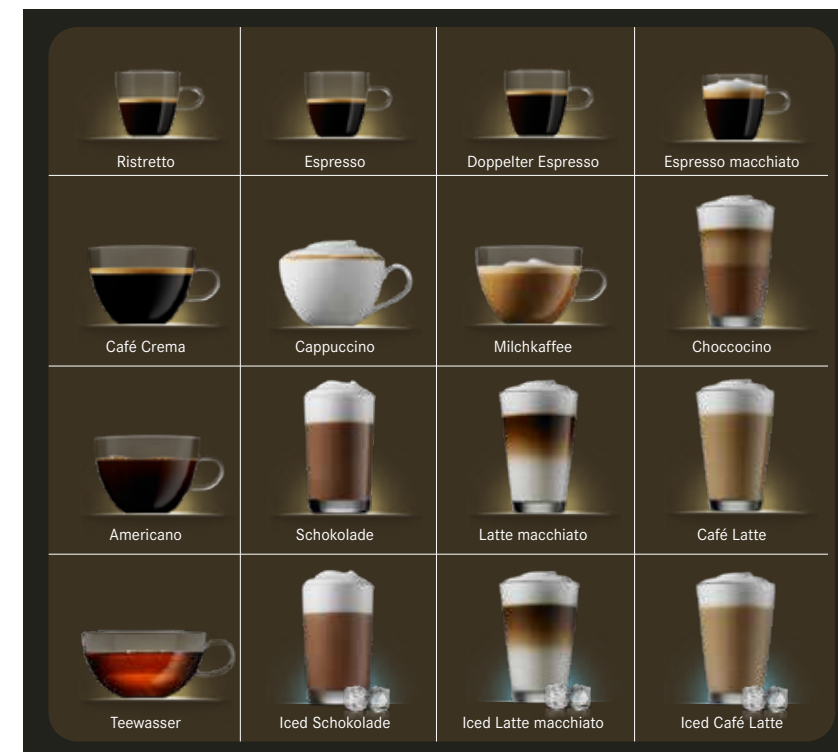 Ristretto
Espresso
Doppelter Espresso
Espresso macchiato
Café Crema
Cappuccino
Milchkaffee
Choccocino
Americano
Schokolade
Latte macchiato
Café Latte
Teewasser
Iced Schokolade
Iced Latte macchiato
Iced Café Latte